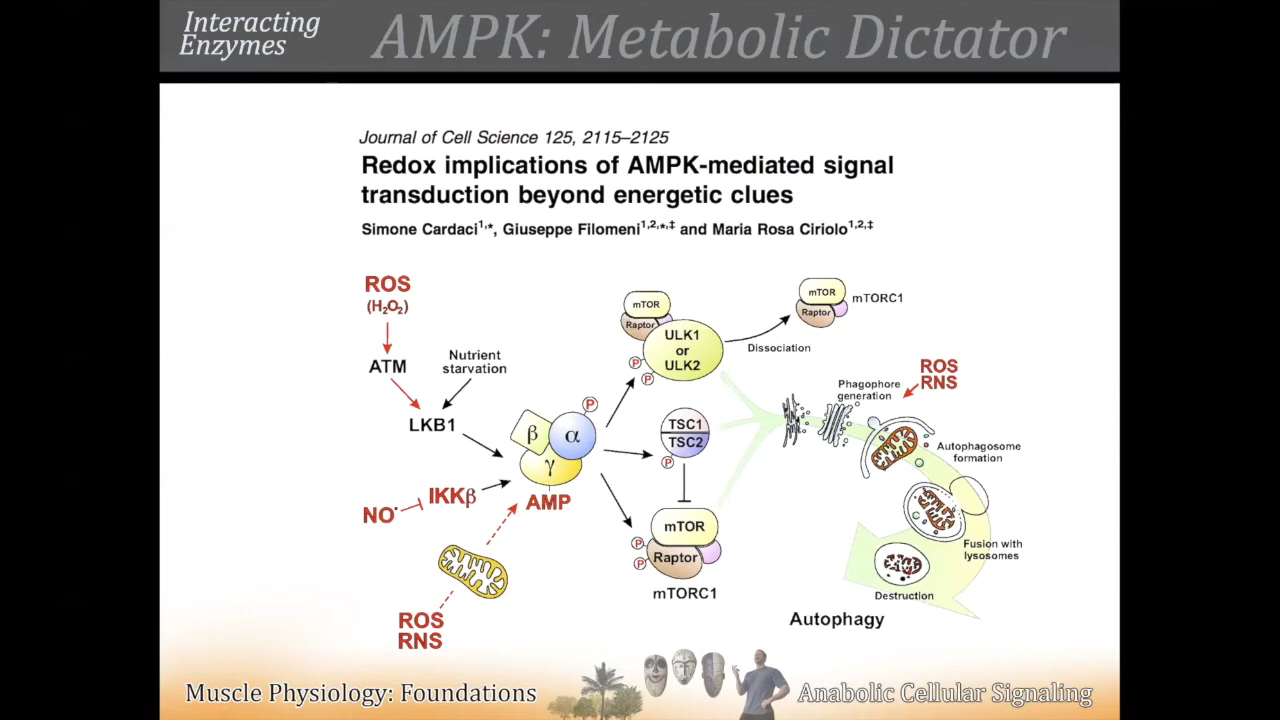 Interacting
Enzymes
AMPK: Metabolic Dictator
Journal of Cell Science 125, 2115–2125
Redox implications of AMPK-mediated signal
transduction beyond energetic clues
Simone Cardaci1,*, Giuseppe Filomeni1,2,*,‡ and Maria Rosa Ciriolo1,2,‡
ROS
(H₂O₂)
ATM
Nutrient
starvation
LKB1
NO•
IKKβ
ROS
RNS
β
α
γ
P
AMP
mTOR
Raptor
ULK1
or
ULK2
P
P
Dissociation
mTOR
Raptor
mTORC1
TSC1
TSC2
P
mTOR
Raptor
P
P
mTORC1
Phagophore
generation
ROS
RNS
Autophagosome
formation
Fusion with
lysosomes
Destruction
Autophagy
Muscle Physiology: Foundations
Anabolic Cellular Signaling